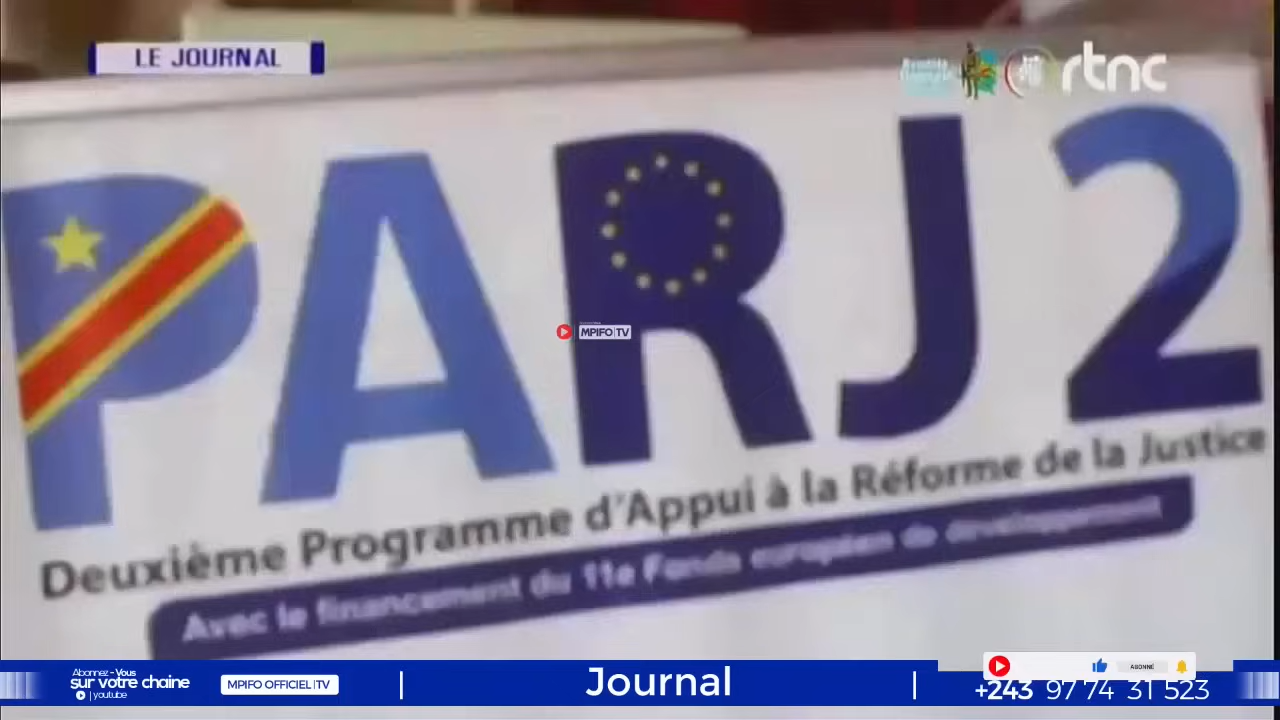 LE JOURNAL
rtnc
PARJ 2
MPIFO TV
Deuxième Programme d'Appui à la Réforme de la Justice
Avec le financement du 11e Fonds européen de développement
Abonnez - Vous
sur votre chaine
youtube
MPIFO OFFICIEL TV
Journal
ABONNÉ
+243 97 74 31 523